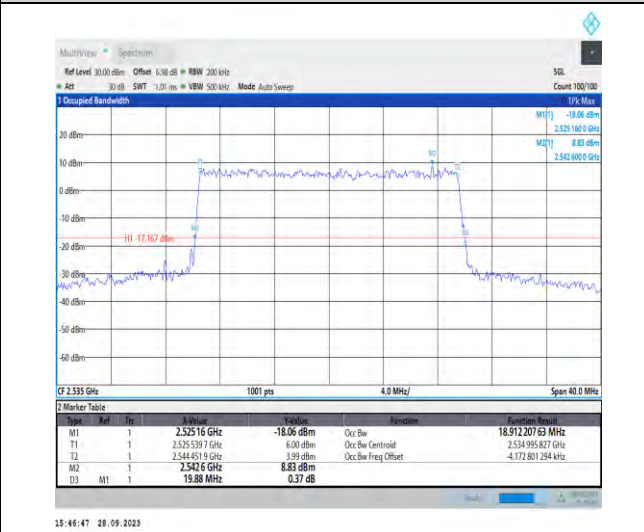 MultiView Spectrum
Ref Level 30.00 dBm Offset 6.98 dB RBW 200 kHz SGL
Att 30 dB SWT 1.01 ms VBW 500 kHz Mode Auto Sweep Count 100/100
1 Occupied Bandwidth 1Pk Max
M1[1] -18.06 dBm
2.525 160 0 GHz
M2[1] 8.83 dBm
2.542 600 0 GHz
20 dBm
10 dBm
0 dBm
-10 dBm
H1 -17.167 dBm
-20 dBm
-30 dBm
-40 dBm
-50 dBm
-60 dBm
CF 2.535 GHz 1001 pts 4.0 MHz/ Span 40.0 MHz
2 Marker Table
Type Ref Trc X-Value Y-Value Function Function Result
M1 1 2.525 16 GHz -18.06 dBm Occ Bw 18.912 207 63 MHz
T1 1 2.525 539 7 GHz 6.00 dBm Occ Bw Centroid 2.534 995 827 GHz
T2 1 2.544 451 9 GHz 3.99 dBm Occ Bw Freq Offset -4.172 801 294 kHz
M2 1 2.542 6 GHz 8.83 dBm
D3 M1 1 19.88 MHz 0.37 dB
15:46:47 28.09.2023